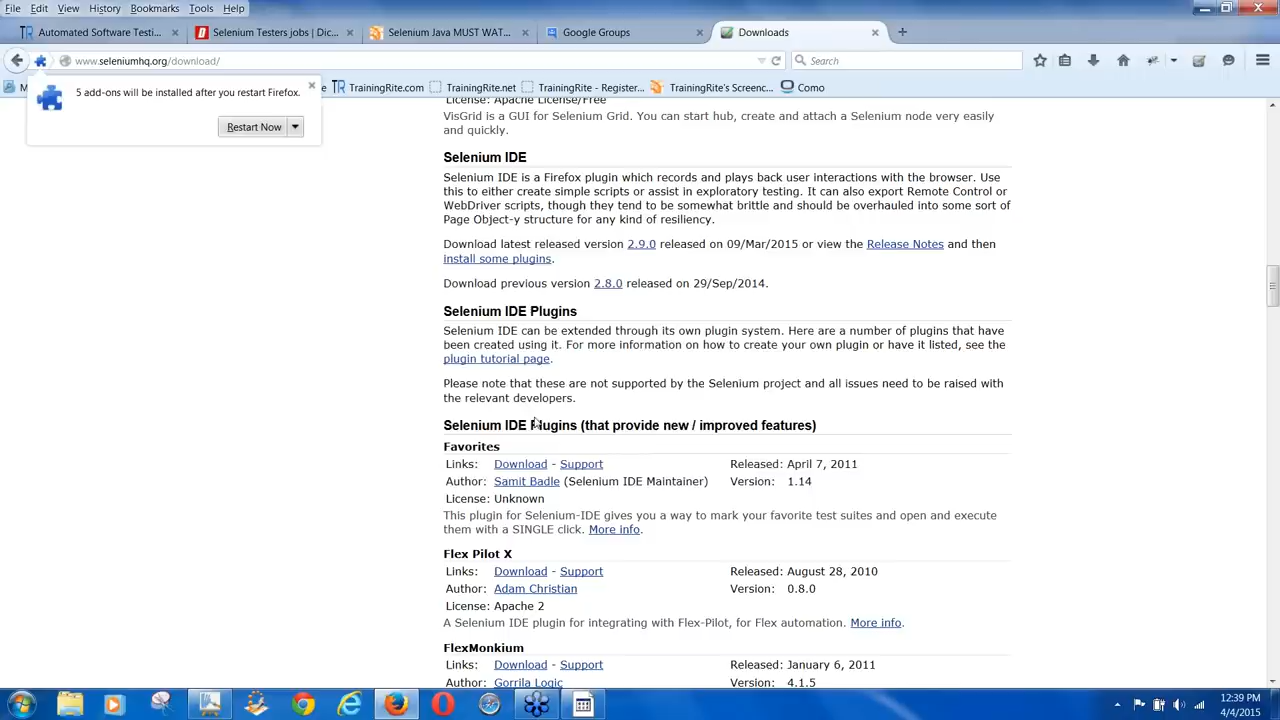 File Edit View History Bookmarks Tools Help
Automated Software Testi... × Selenium Testers jobs | Dic... × Selenium Java MUST WAT... × Google Groups × Downloads × +
www.seleniumhq.org/download/ Search
TrainingRite.com TrainingRite.net TrainingRite - Register... TrainingRite's Screenc... Como
5 add-ons will be installed after you restart Firefox. ×
Restart Now
License: Apache License/Free
VisGrid is a GUI for Selenium Grid. You can start hub, create and attach a Selenium node very easily
and quickly.
Selenium IDE
Selenium IDE is a Firefox plugin which records and plays back user interactions with the browser. Use
this to either create simple scripts or assist in exploratory testing. It can also export Remote Control or
WebDriver scripts, though they tend to be somewhat brittle and should be overhauled into some sort of
Page Object-y structure for any kind of resiliency.
Download latest released version 2.9.0 released on 09/Mar/2015 or view the Release Notes and then
install some plugins.
Download previous version 2.8.0 released on 29/Sep/2014.
Selenium IDE Plugins
Selenium IDE can be extended through its own plugin system. Here are a number of plugins that have
been created using it. For more information on how to create your own plugin or have it listed, see the
plugin tutorial page.
Please note that these are not supported by the Selenium project and all issues need to be raised with
the relevant developers.
Selenium IDE Plugins (that provide new / improved features)
Favorites
Links: Download - Support Released: April 7, 2011
Author: Samit Badle (Selenium IDE Maintainer) Version: 1.14
License: Unknown
This plugin for Selenium-IDE gives you a way to mark your favorite test suites and open and execute
them with a SINGLE click. More info.
Flex Pilot X
Links: Download - Support Released: August 28, 2010
Author: Adam Christian Version: 0.8.0
License: Apache 2
A Selenium IDE plugin for integrating with Flex-Pilot, for Flex automation. More info.
FlexMonkium
Links: Download - Support Released: January 6, 2011
Author: Gorrila Logic Version: 4.1.5
12:39 PM
4/4/2015